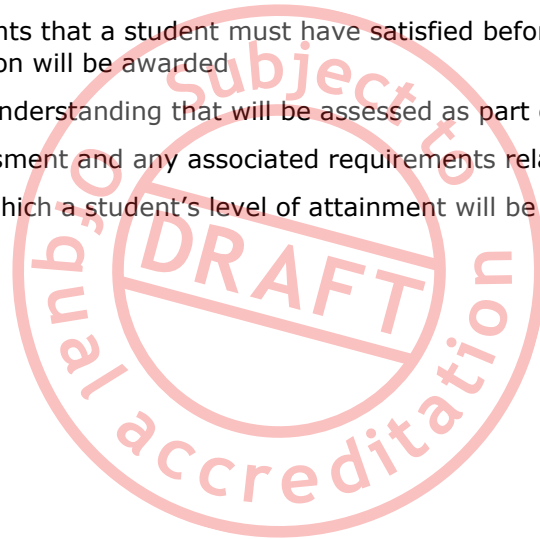 nts that a student must have satisfied befor
on will be awarded
nderstanding that will be assessed as part
sment and any associated requirements rela
hich a student's level of attainment will be
Subject to
DRAFT
Ofqual accreditation